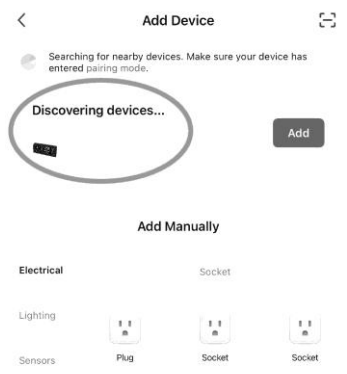 Add Device
Searching for nearby devices. Make sure your device has
entered pairing mode.
Discovering devices...
Add
Add Manually
Electrical
Socket
Lighting
Plug
Socket
Socket
Sensors